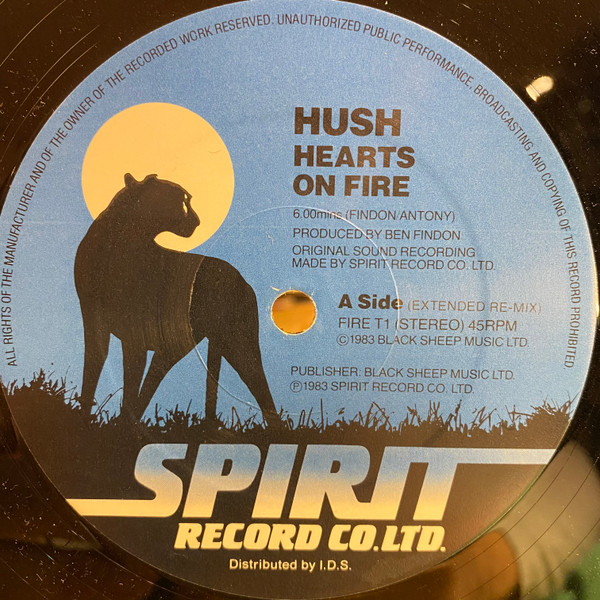 ALL RIGHTS OF THE MANUFACTURER AND OF THE OWNER OF THE RECORDED WORK RESERVED. UNAUTHORIZED PUBLIC PERFORMANCE, BROADCASTING AND COPYING OF THIS RECORD PROHIBITED
HUSH
HEARTS
ON FIRE
6.00mins (FINDON ANTONY)
PRODUCED BY BEN FINDON
ORIGINAL SOUND RECORDING
MADE BY SPIRIT RECORD CO. LTD.
A Side (EXTENDED RE-MIX)
FIRE T1 (STEREO) 45RPM
©1983 BLACK SHEEP MUSIC LTD.
PUBLISHER: BLACK SHEEP MUSIC LTD.
℗1983 SPIRIT RECORD CO. LTD.
SPIRIT
RECORD CO.LTD.
Distributed by I.D.S.